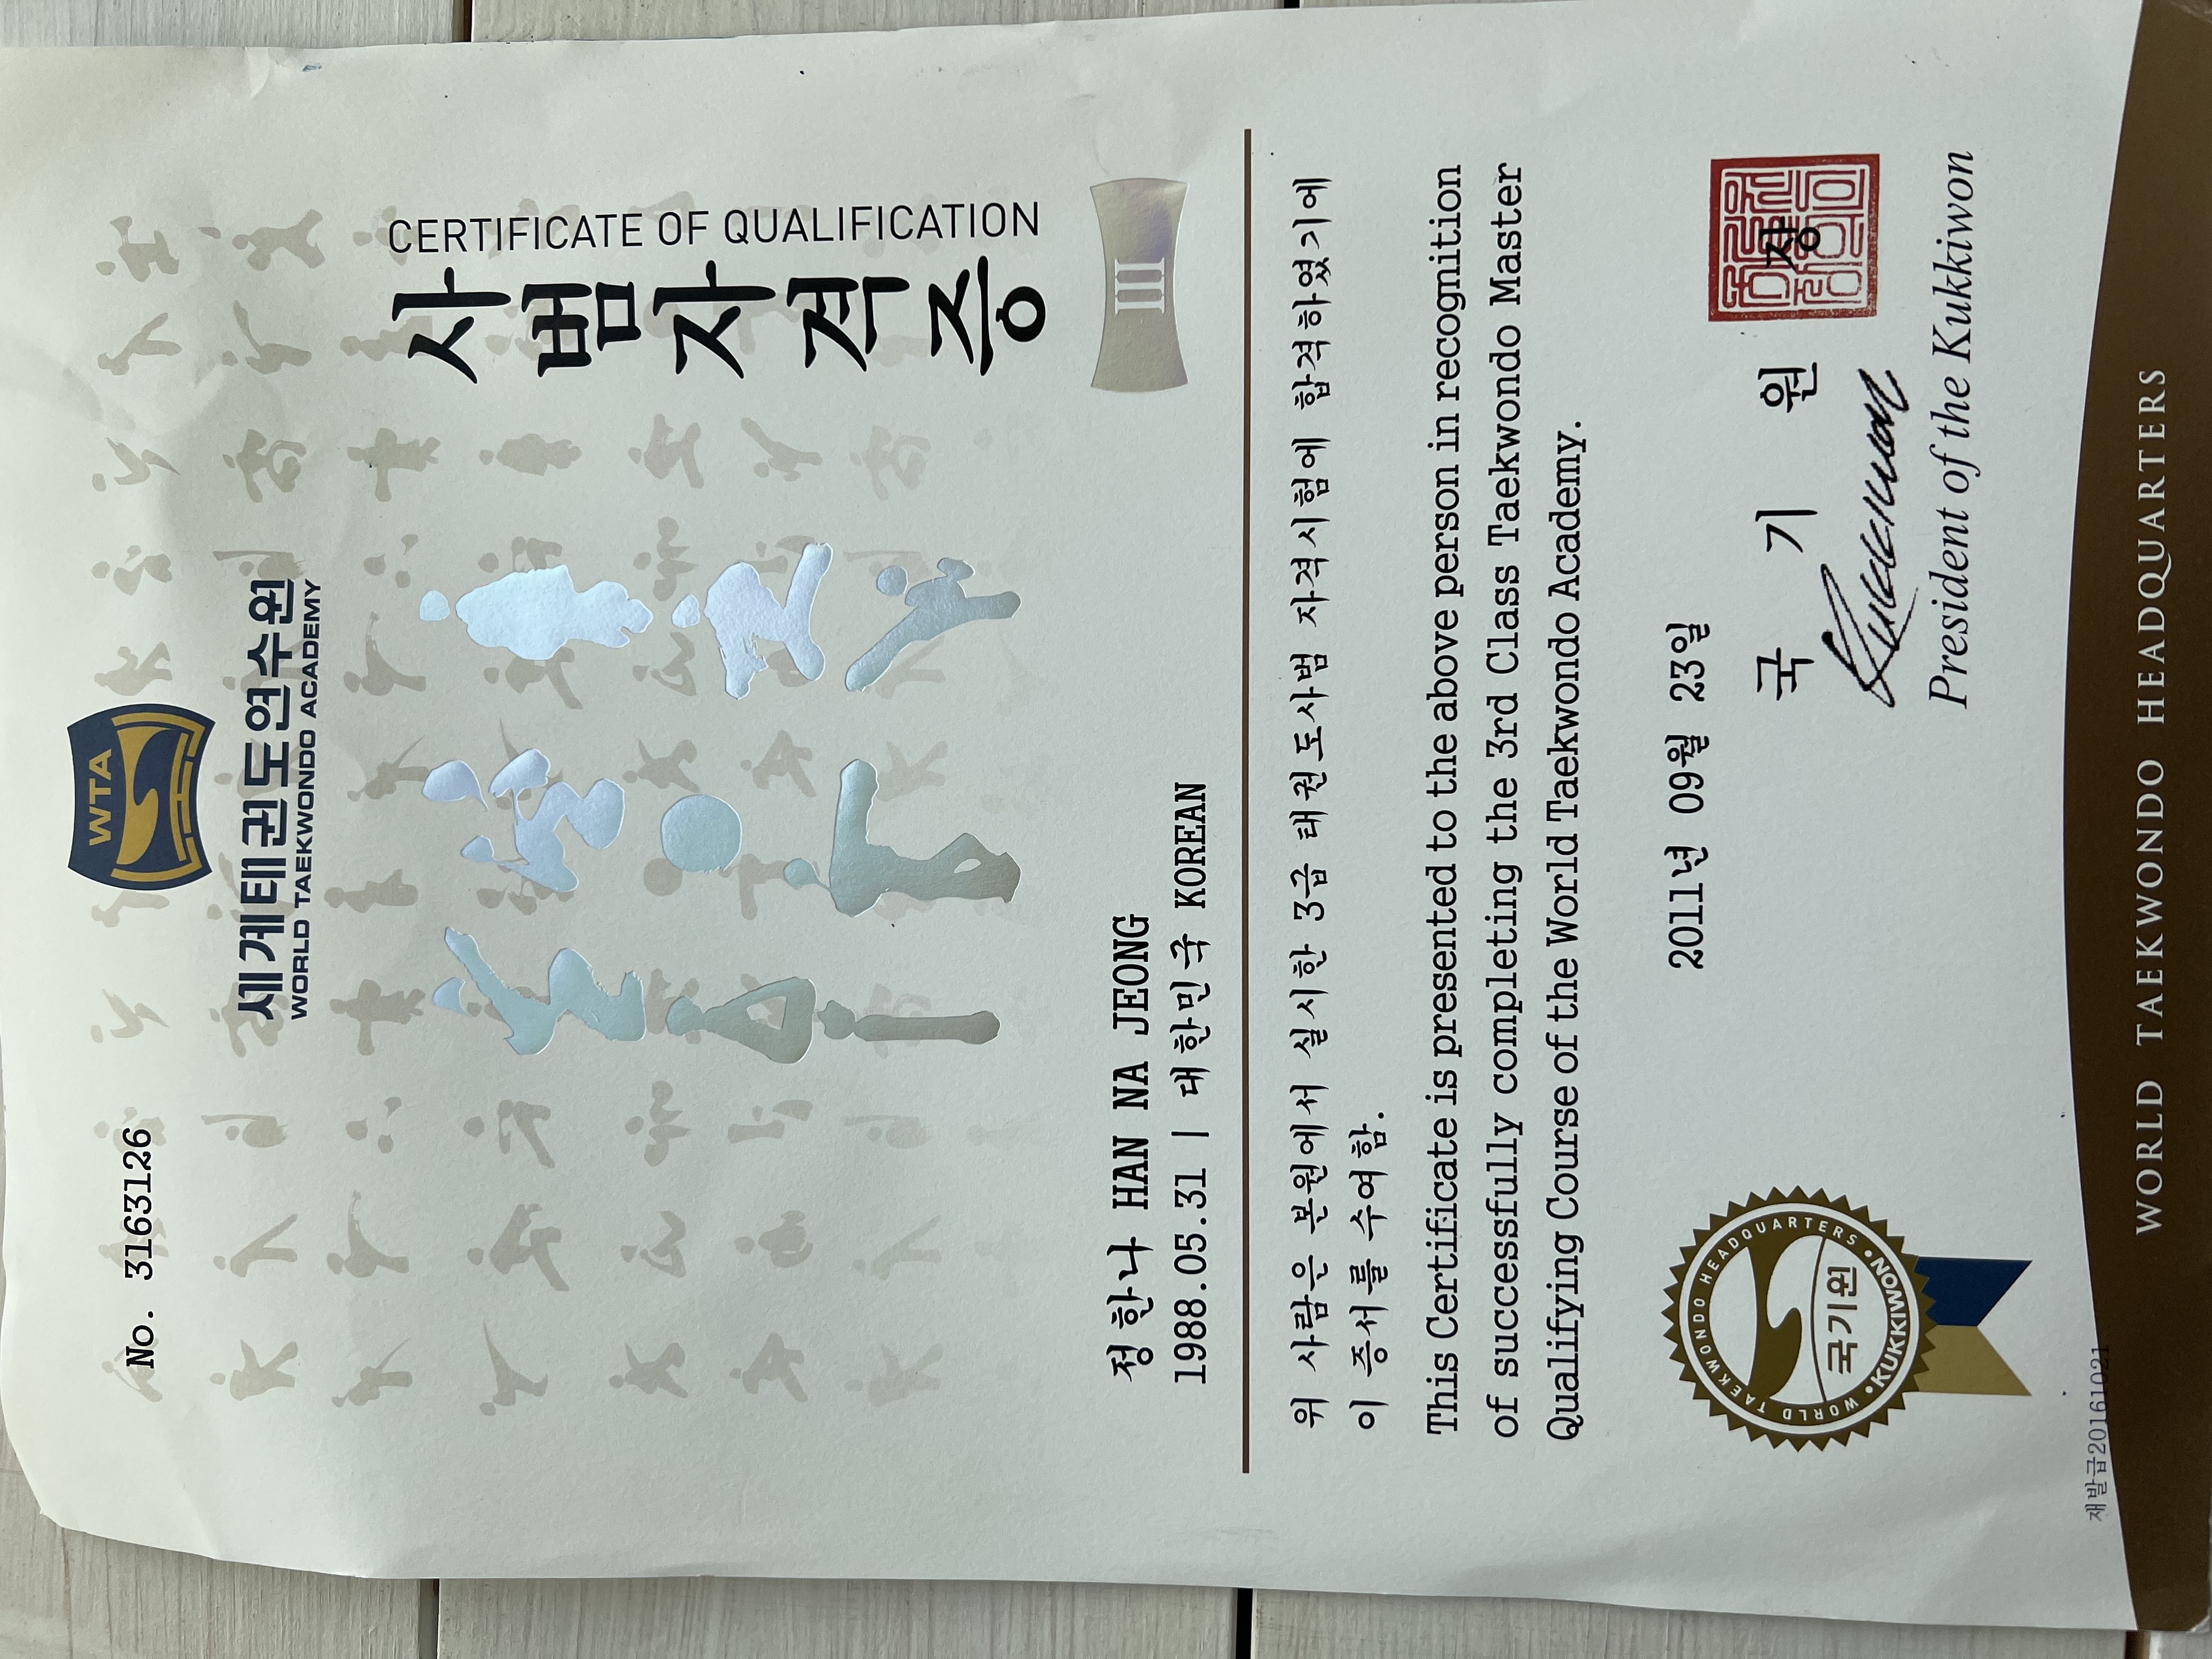 No. 3163126
WTA
세계태권도연수원
WORLD TAEKWONDO ACADEMY
CERTIFICATE OF QUALIFICATION
사범자격증
III
정한나 HAN NA JEONG
1988.05.31 | 대한민국 KOREAN
위 사람은 본원에서 실시한 3급 태권도사범 자격시험에 합격하였기에
이 증서를 수여함.
This Certificate is presented to the above person in recognition
of successfully completing the 3rd Class Taekwondo Master
Qualifying Course of the World Taekwondo Academy.
2011년 09월 23일
국 기 원 장
President of the Kukkiwon
WORLD TAEKWONDO HEADQUARTERS
국기원
KUKKIWON
재발급20161021
WORLD TAEKWONDO HEADQUARTERS